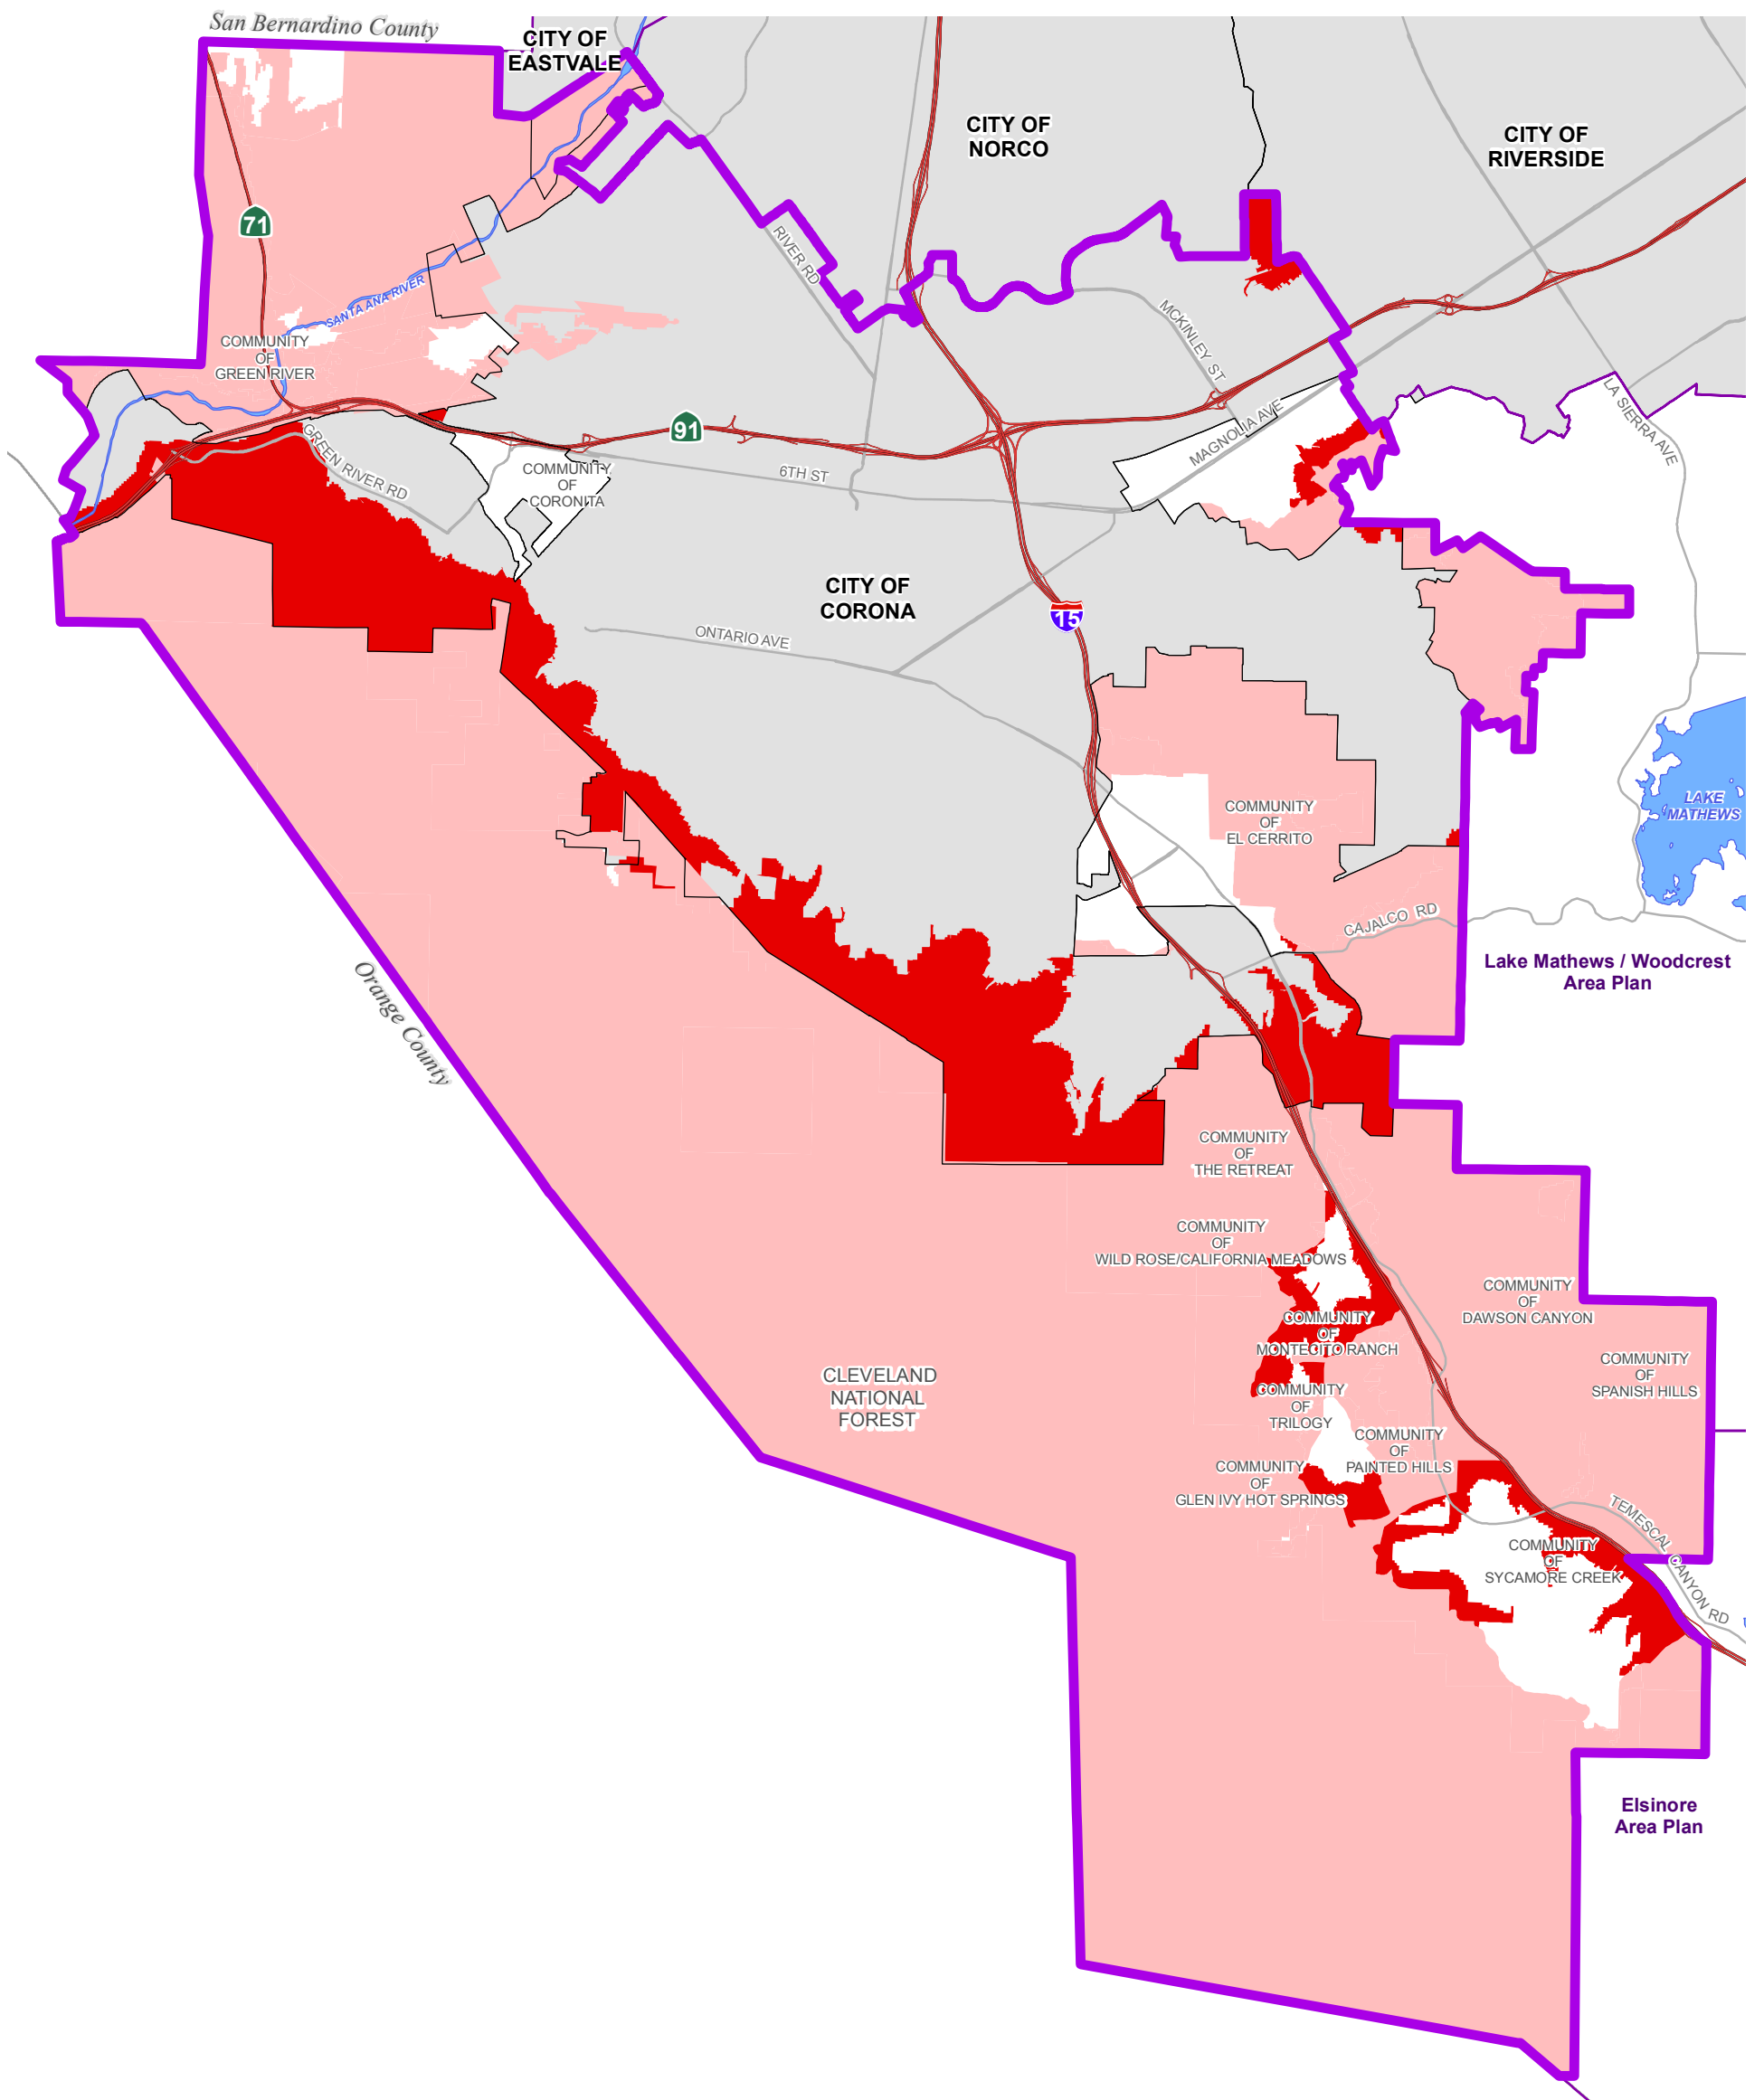 San Bernardino County
CITY OF
EASTVALE
CITY OF
NORCO
CITY OF
RIVERSIDE
71
RIVER RD
SANTA ANA RIVER
MCKINLEY ST
COMMUNITY
OF
GREEN RIVER
LA SIERRA AVE
91
MAGNOLIA AVE
GREEN RIVER RD
6TH ST
COMMUNITY
OF
CORONITA
CITY OF
CORONA
15
ONTARIO AVE
LAKE
MATHEWS
COMMUNITY
OF
EL CERRITO
CAJALCO RD
Lake Mathews / Woodcrest
Area Plan
Orange County
COMMUNITY
OF
THE RETREAT
COMMUNITY
OF
WILD ROSE/CALIFORNIA MEADOWS
COMMUNITY
OF
DAWSON CANYON
COMMUNITY
OF
MONTECITO RANCH
COMMUNITY
OF
SPANISH HILLS
CLEVELAND
NATIONAL
FOREST
COMMUNITY
OF
TRILOGY
COMMUNITY
OF
PAINTED HILLS
COMMUNITY
OF
GLEN IVY HOT SPRINGS
TEMESCAL CANYON RD
COMMUNITY
OF
SYCAMORE CREEK
Elsinore
Area Plan